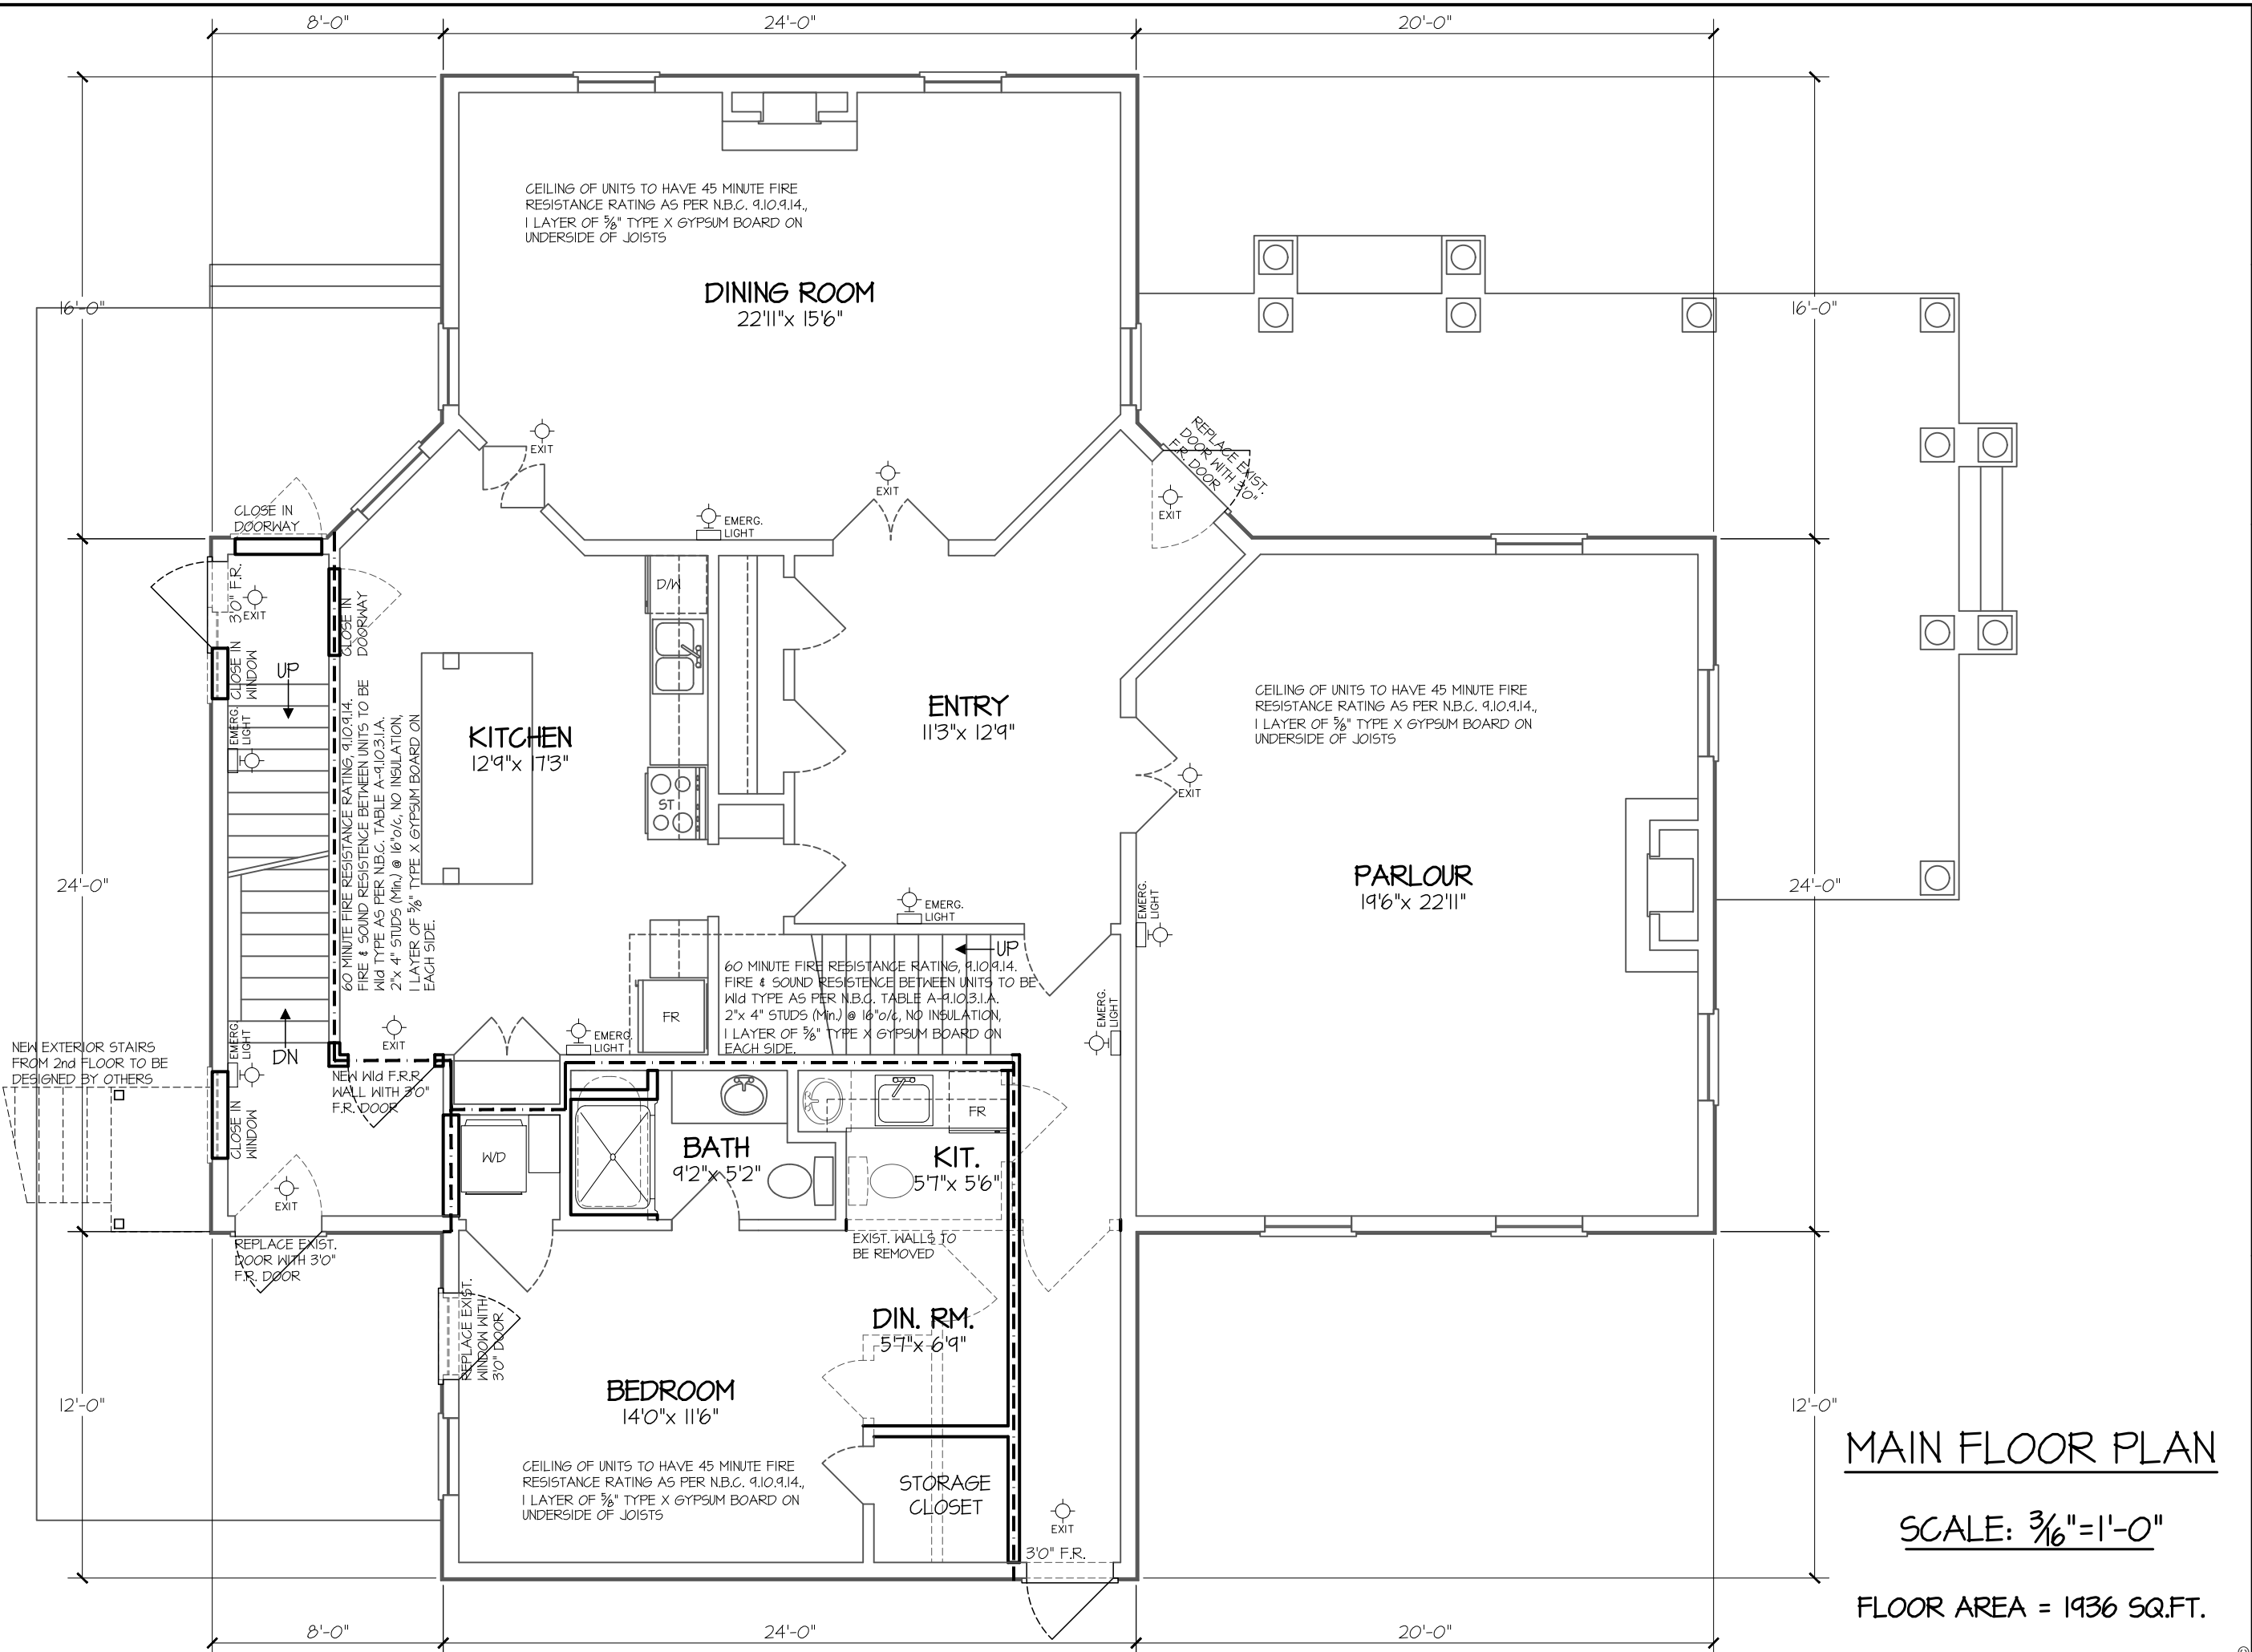 8'-0"
24'-0"
20'-0"
CEILING OF UNITS TO HAVE 45 MINUTE FIRE
RESISTANCE RATING AS PER N.B.C. 9.10.9.14.,
1 LAYER OF 5/8" TYPE X GYPSUM BOARD ON
UNDERSIDE OF JOISTS
DINING ROOM
22'11"x 15'6"
16'-0"
16'-0"
EXIT
EXIT
REPLACE EXIST.
DOOR WITH 3'0"
F.R. DOOR
EXIT
EMERG.
LIGHT
CLOSE IN
DOORWAY
3'0" F.R.
EXIT
CLOSE IN
DOORWAY
D/W
CLOSE IN
WINDOW
UP
EMERG.
LIGHT
60 MINUTE FIRE RESISTANCE RATING, 9.10.9.14.
FIRE & SOUND RESISTENCE BETWEEN UNITS TO BE
W1d TYPE AS PER N.B.C. TABLE A-9.10.3.1.A.
2"x 4" STUDS (Min.) @ 16"o/c, NO INSULATION,
1 LAYER OF 5/8" TYPE X GYPSUM BOARD ON
EACH SIDE.
KITCHEN
12'9"x 17'3"
ST
ENTRY
11'3"x 12'9"
CEILING OF UNITS TO HAVE 45 MINUTE FIRE
RESISTANCE RATING AS PER N.B.C. 9.10.9.14.,
1 LAYER OF 5/8" TYPE X GYPSUM BOARD ON
UNDERSIDE OF JOISTS
EXIT
PARLOUR
19'6"x 22'11"
24'-0"
24'-0"
EMERG.
LIGHT
EMERG.
LIGHT
UP
60 MINUTE FIRE RESISTANCE RATING, 9.10.9.14.
FIRE & SOUND RESISTENCE BETWEEN UNITS TO BE
W1d TYPE AS PER N.B.C. TABLE A-9.10.3.1.A.
2"x 4" STUDS (Min.) @ 16"o/c, NO INSULATION,
1 LAYER OF 5/8" TYPE X GYPSUM BOARD ON
EACH SIDE.
FR
EMERG.
LIGHT
EMERG.
LIGHT
EXIT
DN
EMERG.
LIGHT
NEW EXTERIOR STAIRS
FROM 2nd FLOOR TO BE
DESIGNED BY OTHERS
NEW W1d F.R.R.
WALL WITH 3'0"
F.R. DOOR
CLOSE IN
WINDOW
EXIT
W/D
BATH
9'2"x 5'2"
FR
KIT.
5'7"x 5'6"
REPLACE EXIST.
DOOR WITH 3'0"
F.R. DOOR
EXIST. WALLS TO
BE REMOVED
REPLACE EXIST.
WINDOW WITH
3'0" DOOR
DIN. RM.
5'7"x 6'9"
BEDROOM
14'0"x 11'6"
12'-0"
12'-0"
CEILING OF UNITS TO HAVE 45 MINUTE FIRE
RESISTANCE RATING AS PER N.B.C. 9.10.9.14.,
1 LAYER OF 5/8" TYPE X GYPSUM BOARD ON
UNDERSIDE OF JOISTS
STORAGE
CLOSET
EXIT
3'0" F.R.
MAIN FLOOR PLAN
SCALE: 3/16"=1'-0"
FLOOR AREA = 1936 SQ.FT.
8'-0"
24'-0"
20'-0"